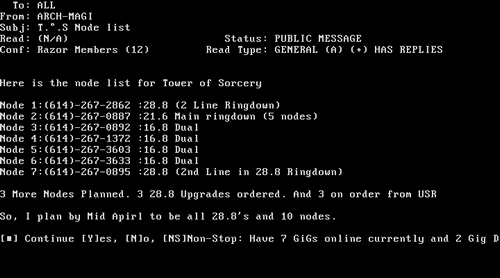 To: ALL
From: ARCH-MAGI
Subj: T.°.S Node list
Read: (N/A) Status: PUBLIC MESSAGE
Conf: Razor Members (12) Read Type: GENERAL (A) (+) HAS REPLIES
Here is the node list for Tower of Sorcery
Node 1:(614)-267-2862 :28.8 (2 Line Ringdown)
Node 2:(614)-267-0887 :21.6 Main ringdown (5 nodes)
Node 3:(614)-267-0892 :16.8 Dual
Node 4:(614)-267-1372 :16.8 Dual
Node 5:(614)-267-3603 :16.8 Dual
Node 6:(614)-267-3633 :16.8 Dual
Node 7:(614)-267-0895 :28.8 (2nd Line in 28.8 Ringdown)
3 More Nodes Planned. 3 28.8 Upgrades ordered. And 3 on order from USR
So, I plan by Mid Apirl to be all 28.8's and 10 nodes.
[■] Continue [Y]es, [N]o, [NS]Non-Stop: Have 7 GiGs online currently and 2 Gig D